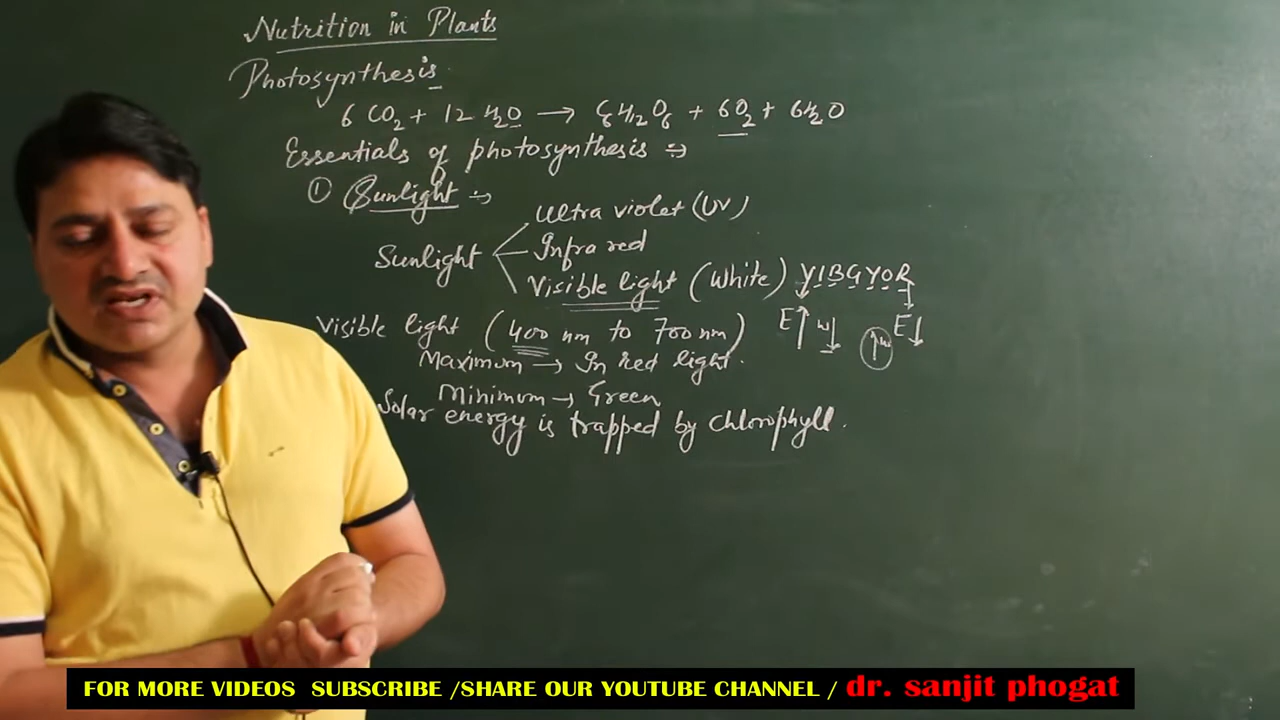 Nutrition in Plants
Photosynthesis
6 CO2 + 12 H2O → C6H12O6 + 6O2 + 6H2O
Essentials of photosynthesis :-
① Sunlight :-
Sunlight
Ultra violet (UV)
Infra red
Visible light (White) VIBGYOR
Visible light (400 nm to 700 nm) E↑ w↓ ↑w E↓
Maximum → In red light.
Minimum → Green
Solar energy is trapped by chlorophyll.
FOR MORE VIDEOS SUBSCRIBE /SHARE OUR YOUTUBE CHANNEL / dr. sanjit phogat